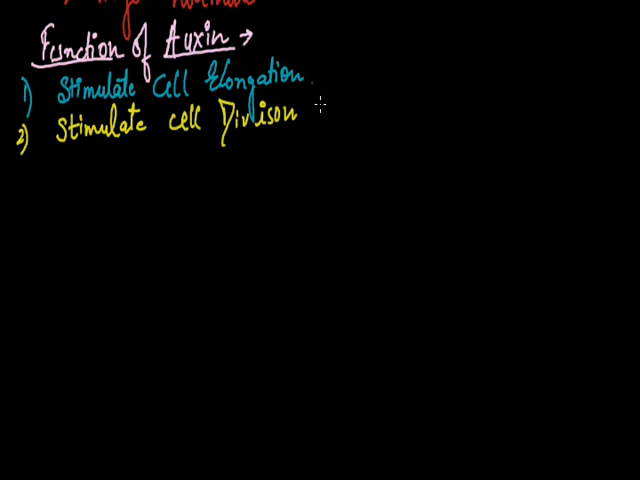 Function of Auxin →
1) Stimulate Cell Elongation.
2) Stimulate cell Divison